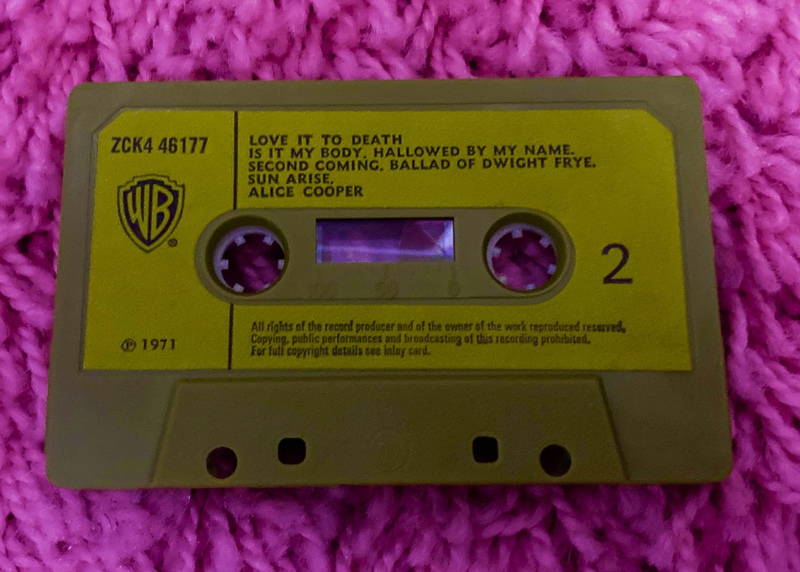 ZCK4 46177
WB
®
℗ 1971
LOVE IT TO DEATH
IS IT MY BODY, HALLOWED BY MY NAME.
SECOND COMING, BALLAD OF DWIGHT FRYE,
SUN ARISE,
ALICE COOPER
100 50 0
2
All rights of the record producer and of the owner of the work reproduced reserved,
Copying, public performances and broadcasting of this recording prohibited.
For full copyright details see inlay card.